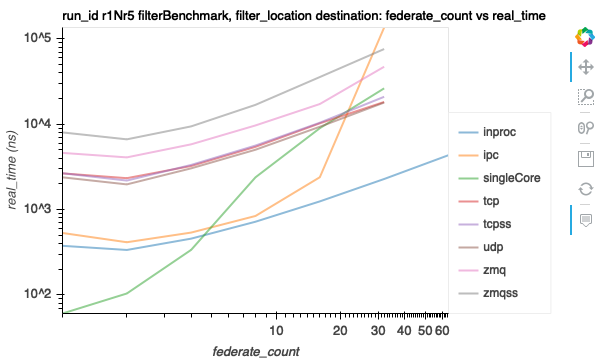 run_id r1Nr5 filterBenchmark, filter_location destination: federate_count vs real_time
10^5
10^4
10^3
10^2
real_time (ns)
10
20
30
40
50
60
federate_count
inproc
ipc
singleCore
tcp
tcpss
udp
zmq
zmqss